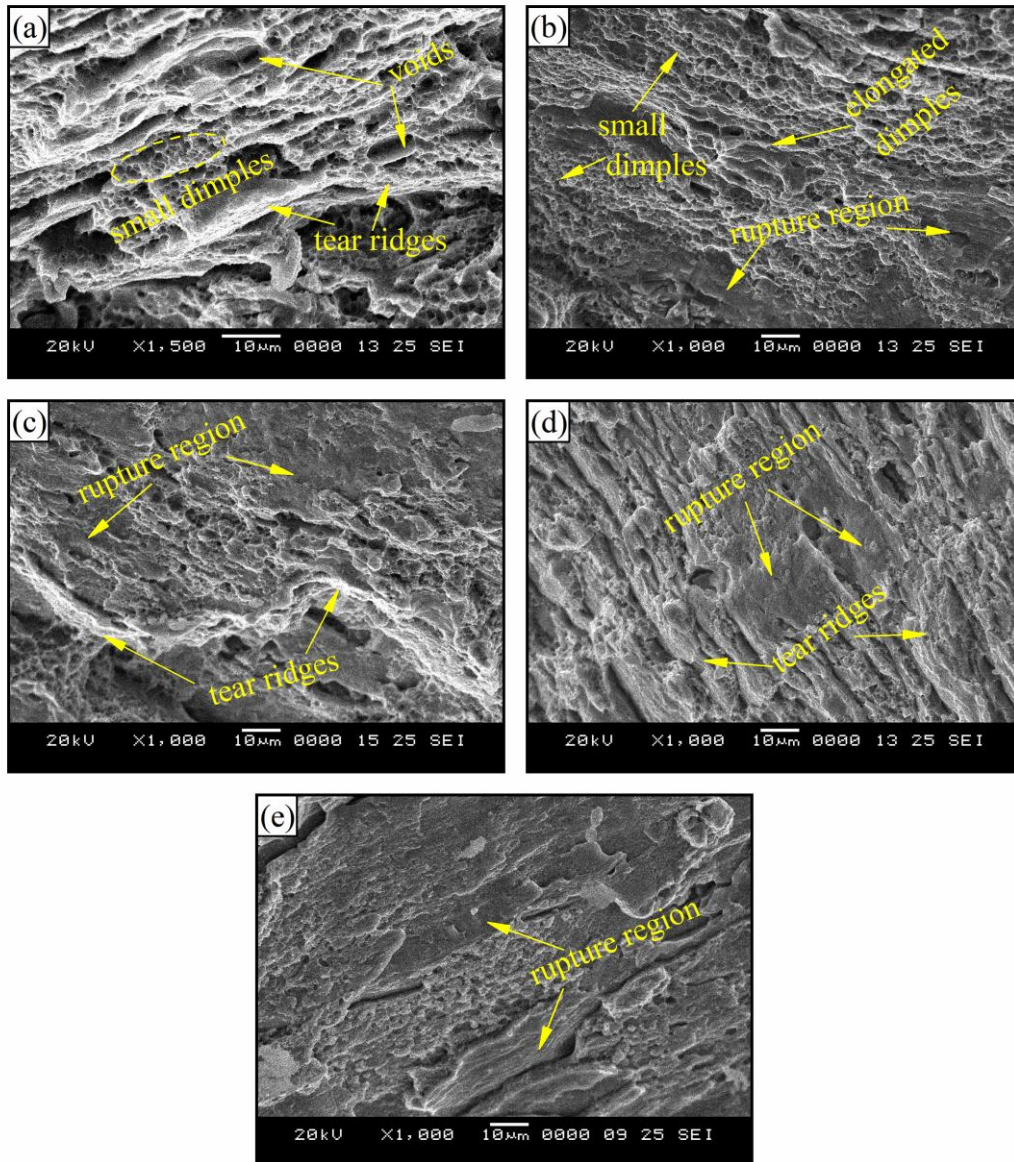 (a)
voids
small dimples
tear ridges
20kV X1,500 10µm 0000 13 25 SEI
(b)
small
dimples
elongated
dimples
rupture region
20kV X1,000 10µm 0000 13 25 SEI
(c)
rupture region
tear ridges
20kV X1,000 10µm 0000 15 25 SEI
(d)
rupture region
tear ridges
20kV X1,000 10µm 0000 13 25 SEI
(e)
rupture region
20kV X1,000 10µm 0000 09 25 SEI